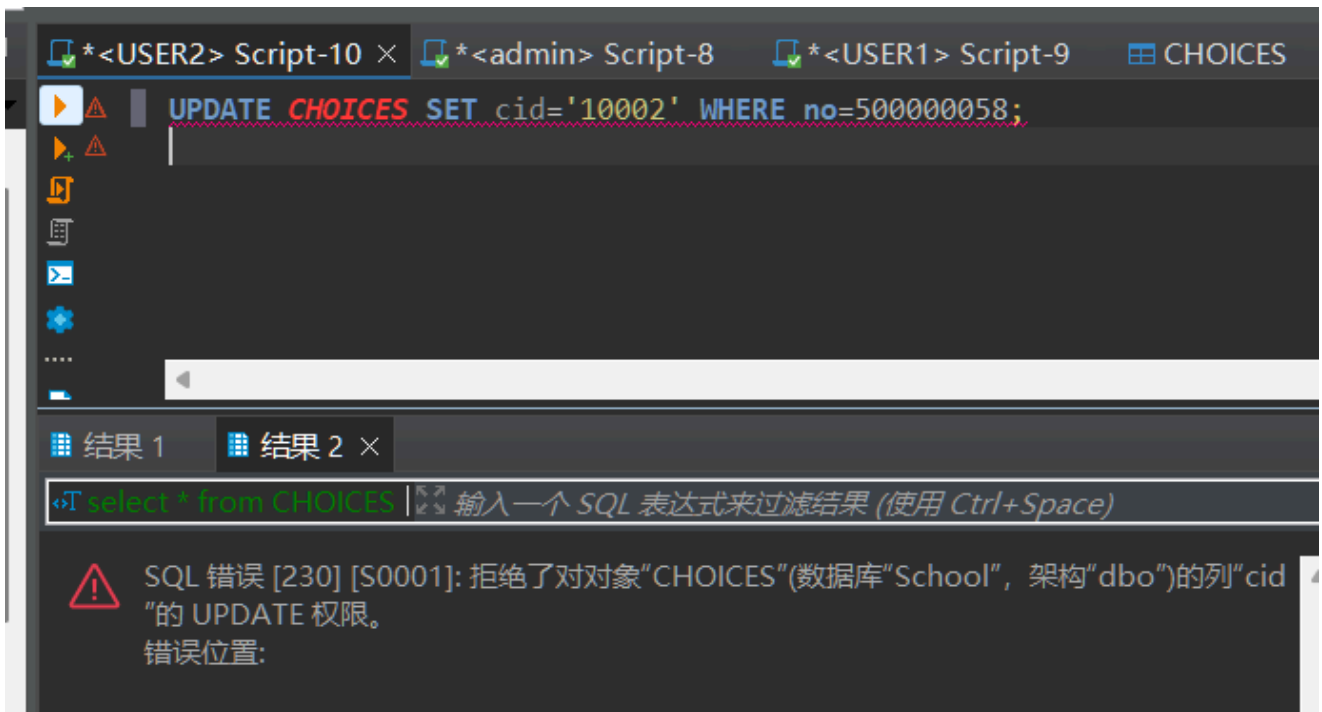 *<USER2> Script-10 *<admin> Script-8 *<USER1> Script-9 CHOICES
UPDATE CHOICES SET cid='10002' WHERE no=500000058;
结果 1 结果 2
select * from CHOICES 输入一个 SQL 表达式来过滤结果 (使用 Ctrl+Space)
SQL 错误 [230] [S0001]: 拒绝了对对象“CHOICES”(数据库“School”，架构“dbo”)的列“cid
”的 UPDATE 权限。
错误位置: